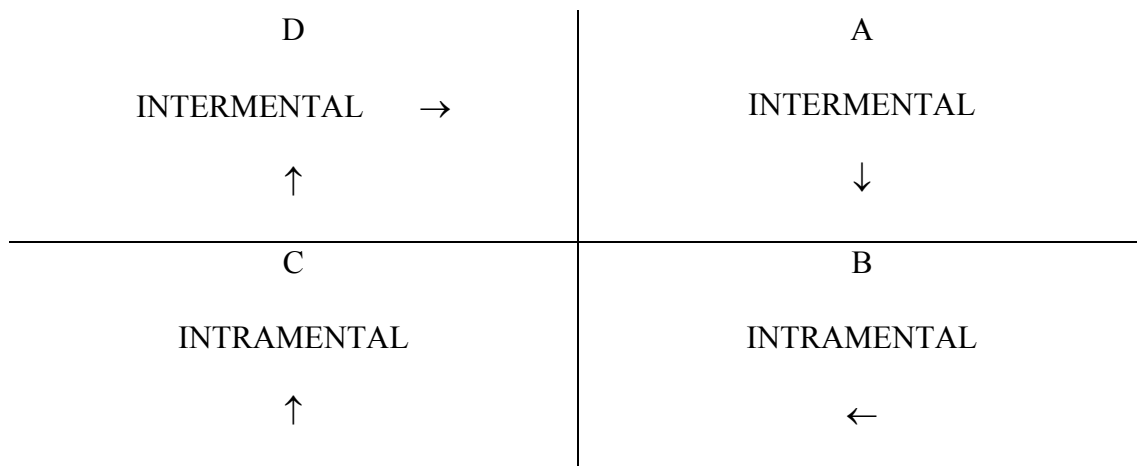 D
INTERMENTAL →
↑
A
INTERMENTAL
↓
C
INTRAMENTAL
↑
B
INTRAMENTAL
←